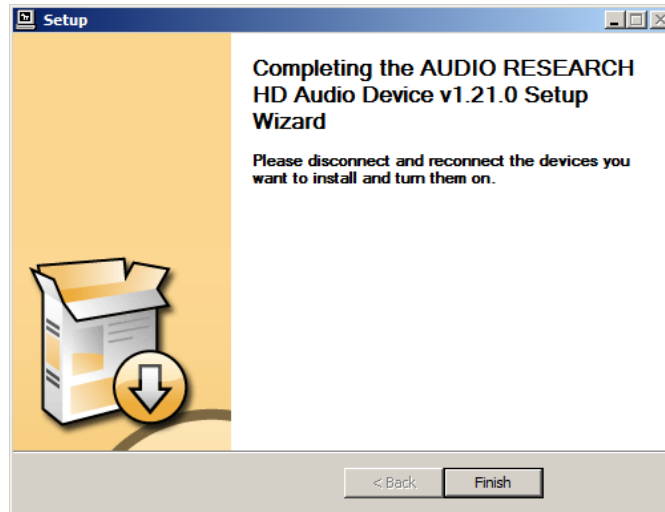 Setup
Completing the AUDIO RESEARCH
HD Audio Device v1.21.0 Setup
Wizard
Please disconnect and reconnect the devices you
want to install and turn them on.
< Back
Finish